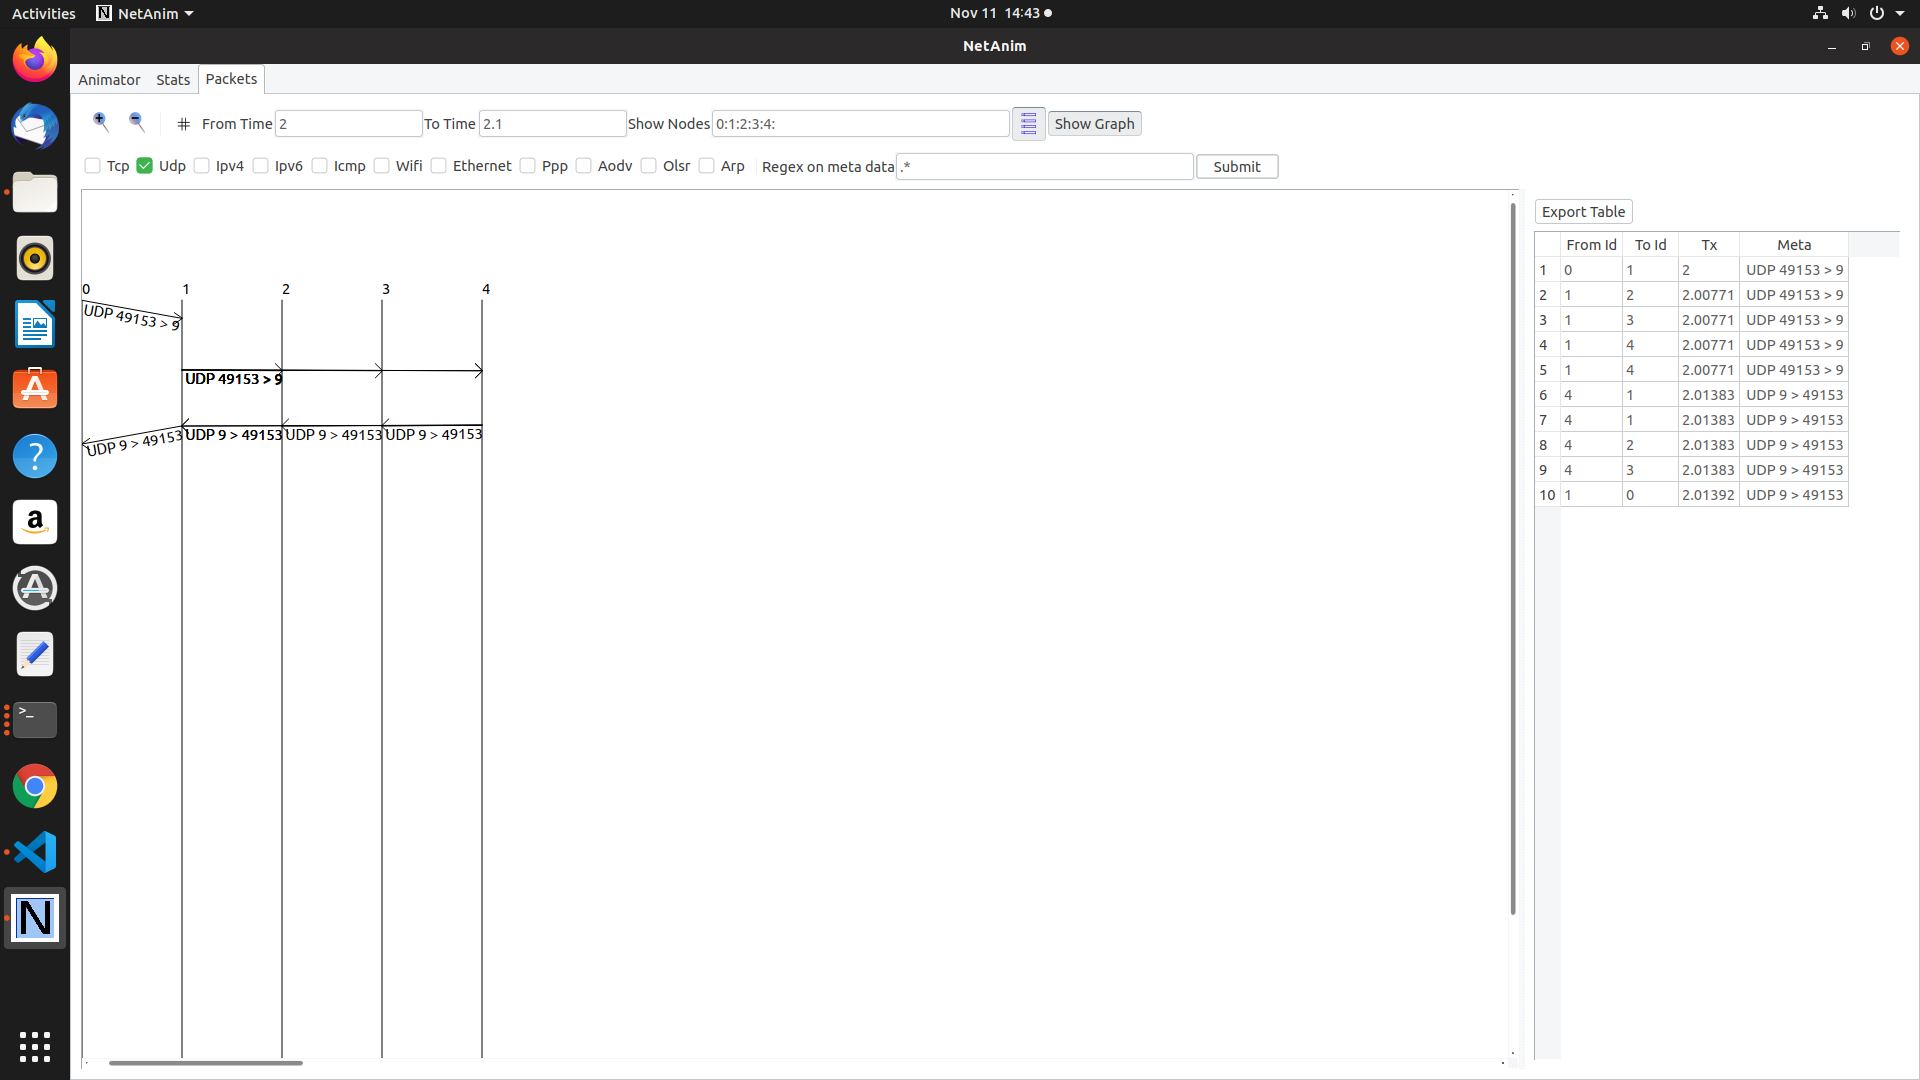 Activities NetAnim Nov 11 14:43
NetAnim
Animator Stats Packets
# From Time 2 To Time 2.1 Show Nodes 0:1:2:3:4: Show Graph
Tcp Udp Ipv4 Ipv6 Icmp Wifi Ethernet Ppp Aodv Olsr Arp Regex on meta data .* Submit
0 1 2 3 4
UDP 49153 > 9
UDP 49153 > 9
UDP 9 > 49153 UDP 9 > 49153 UDP 9 > 49153 UDP 9 > 49153
Export Table
From Id To Id Tx Meta
1 0 1 2 UDP 49153 > 9
2 1 2 2.00771 UDP 49153 > 9
3 1 3 2.00771 UDP 49153 > 9
4 1 4 2.00771 UDP 49153 > 9
5 1 4 2.00771 UDP 49153 > 9
6 4 1 2.01383 UDP 9 > 49153
7 4 1 2.01383 UDP 9 > 49153
8 4 2 2.01383 UDP 9 > 49153
9 4 3 2.01383 UDP 9 > 49153
10 1 0 2.01392 UDP 9 > 49153